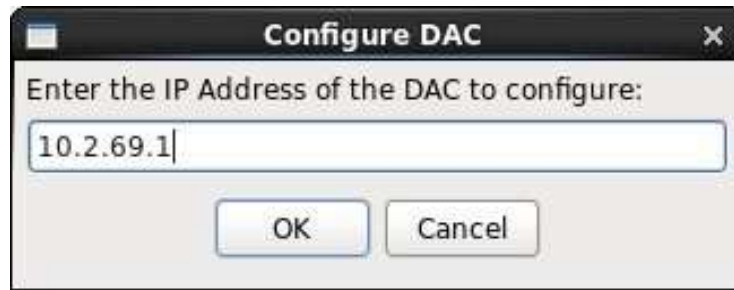 Configure DAC
Enter the IP Address of the DAC to configure:
10.2.69.1
OK Cancel